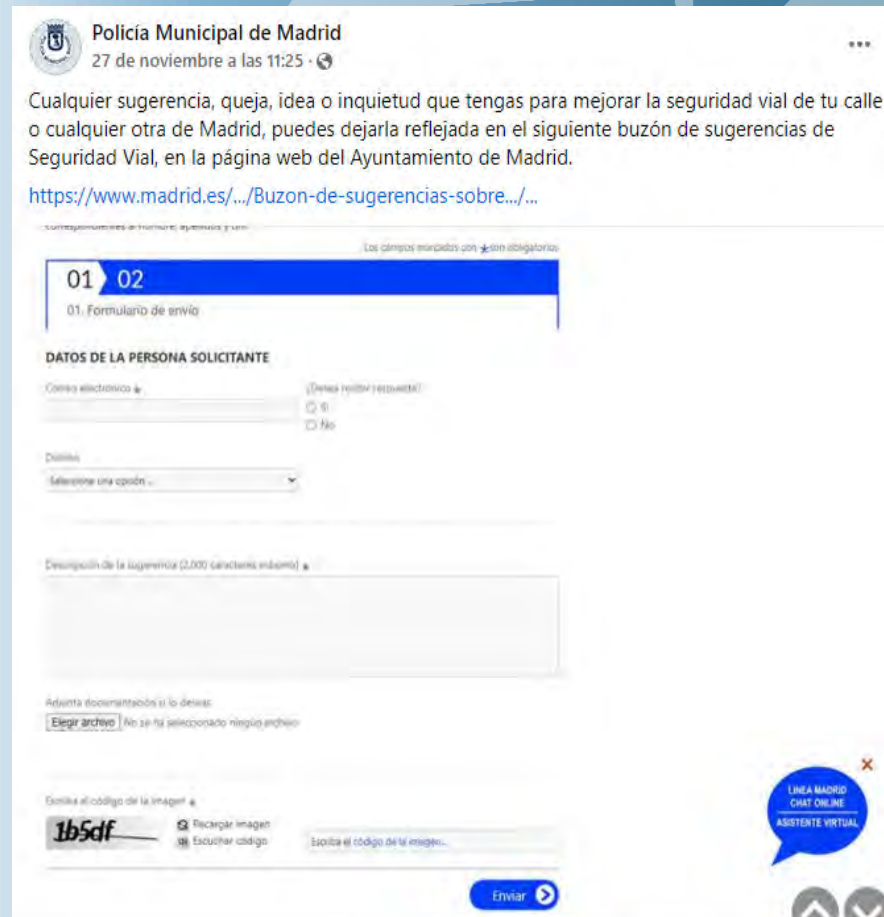 Policía Municipal de Madrid
27 de noviembre a las 11:25 ·
Cualquier sugerencia, queja, idea o inquietud que tengas para mejorar la seguridad vial de tu calle
o cualquier otra de Madrid, puedes dejarla reflejada en el siguiente buzón de sugerencias de
Seguridad Vial, en la página web del Ayuntamiento de Madrid.
https://www.madrid.es/.../Buzon-de-sugerencias-sobre.../...
correspondientes a nombre, apellidos y
Los campos marcados con * son obligatorios
01 02
01. Formulario de envío
DATOS DE LA PERSONA SOLICITANTE
Correo electrónico *
¿Desea recibir respuesta?
Si
No
Distrito
Seleccione una opción ..
Descripción de la sugerencia (2.000 caracteres máximo) *
Adjunta documentación si lo deseas
Elegir archivo No se ha seleccionado ningún archivo
Escriba el código de la imagen *
1b5df
Recargar imagen
Escuchar código
Escriba el código de la imagen...
Enviar
LINEA MADRID
CHAT ONLINE
ASISTENTE VIRTUAL